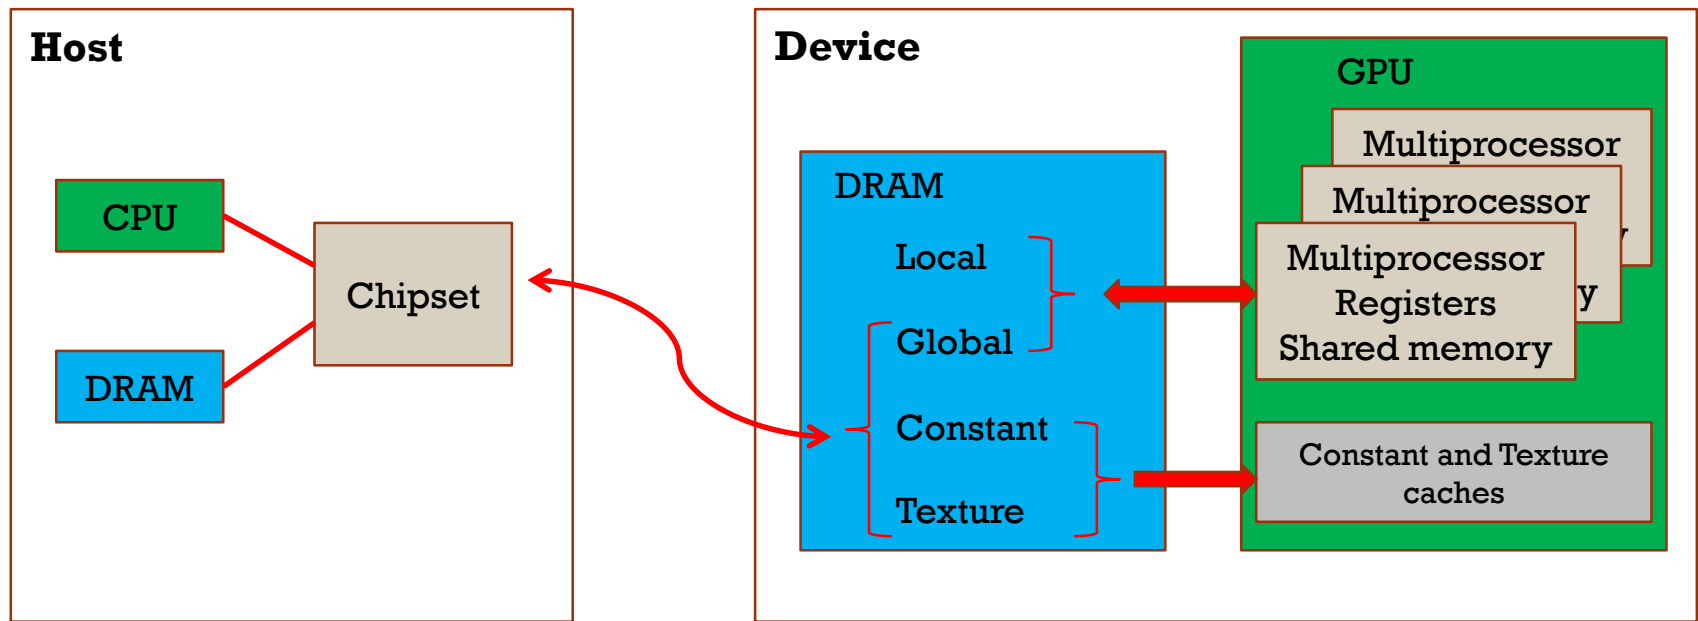 Host
CPU
DRAM
Chipset
Device
DRAM
Local
Global
Constant
Texture
GPU
Multiprocessor
Multiprocessor
Multiprocessor
Registers
Shared memory
Constant and Texture
caches